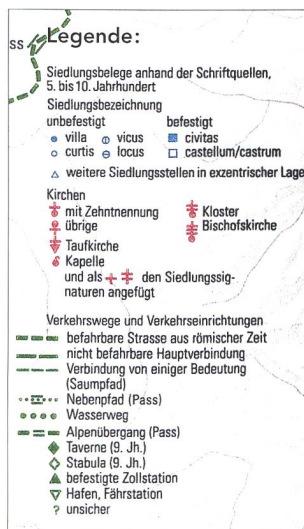 ss
Legende:
Siedlungsbelege anhand der Schriftquellen,
5. bis 10. Jahrhundert
Siedlungsbezeichnung
unbefestigt befestigt
villa vicus civitas
curtis locus castellum/castrum
weitere Siedlungsstellen in exzentrischer Lage
Kirchen
mit Zehntnennung Kloster
übrige Bischofskirche
Taufkirche
Kapelle
und als den Siedlungssig-
naturen angefügt
Verkehrswege und Verkehrseinrichtungen
befahrbare Strasse aus römischer Zeit
nicht befahrbare Hauptverbindung
Verbindung von einiger Bedeutung
(Saumpfad)
Nebenpfad (Pass)
Wasserweg
Alpenübergang (Pass)
Taverne (9. Jh.)
Stabula (9. Jh.)
befestigte Zollstation
Hafen, Fährstation
? unsicher